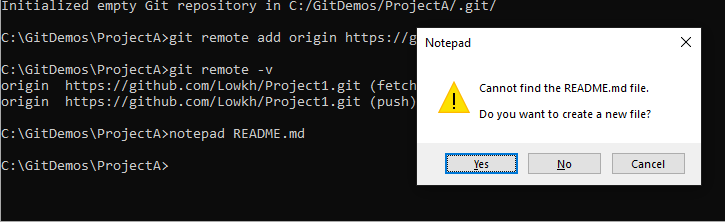 Initialized empty Git repository in C:/GitDemos/ProjectA/.git/
C:\GitDemos\ProjectA>git remote add origin https://g
C:\GitDemos\ProjectA>git remote -v
origin  https://github.com/Lowkh/Project1.git (fetc
origin  https://github.com/Lowkh/Project1.git (push)
C:\GitDemos\ProjectA>notepad README.md
C:\GitDemos\ProjectA>
Notepad
Cannot find the README.md file.
Do you want to create a new file?
Yes
No
Cancel